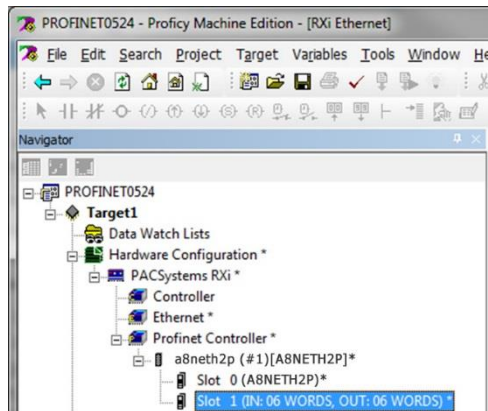 PROFINET0524 - Proficy Machine Edition - [RXi Ethernet]
File Edit Search Project Target Variables Tools Window He
Navigator
PROFINET0524
Target1
Data Watch Lists
Hardware Configuration *
PACSystems RXi *
Controller
Ethernet *
Profinet Controller *
a8neth2p (#1)[A8NETH2P]*
Slot 0 (A8NETH2P)*
Slot 1 (IN: 06 WORDS, OUT: 06 WORDS) *